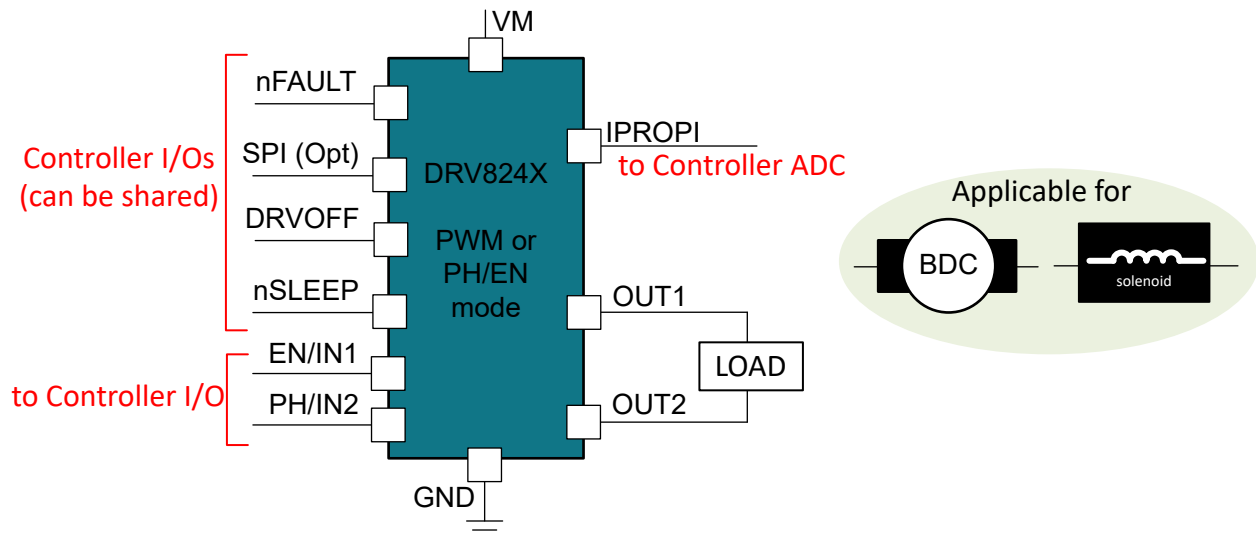 VM
nFAULT
SPI (Opt)
DRVOFF
nSLEEP
EN/IN1
PH/IN2
Controller I/Os
(can be shared)
to Controller I/O
DRV824X
PWM or
PH/EN
mode
IPROPI
to Controller ADC
OUT1
LOAD
OUT2
GND
Applicable for
BDC
solenoid